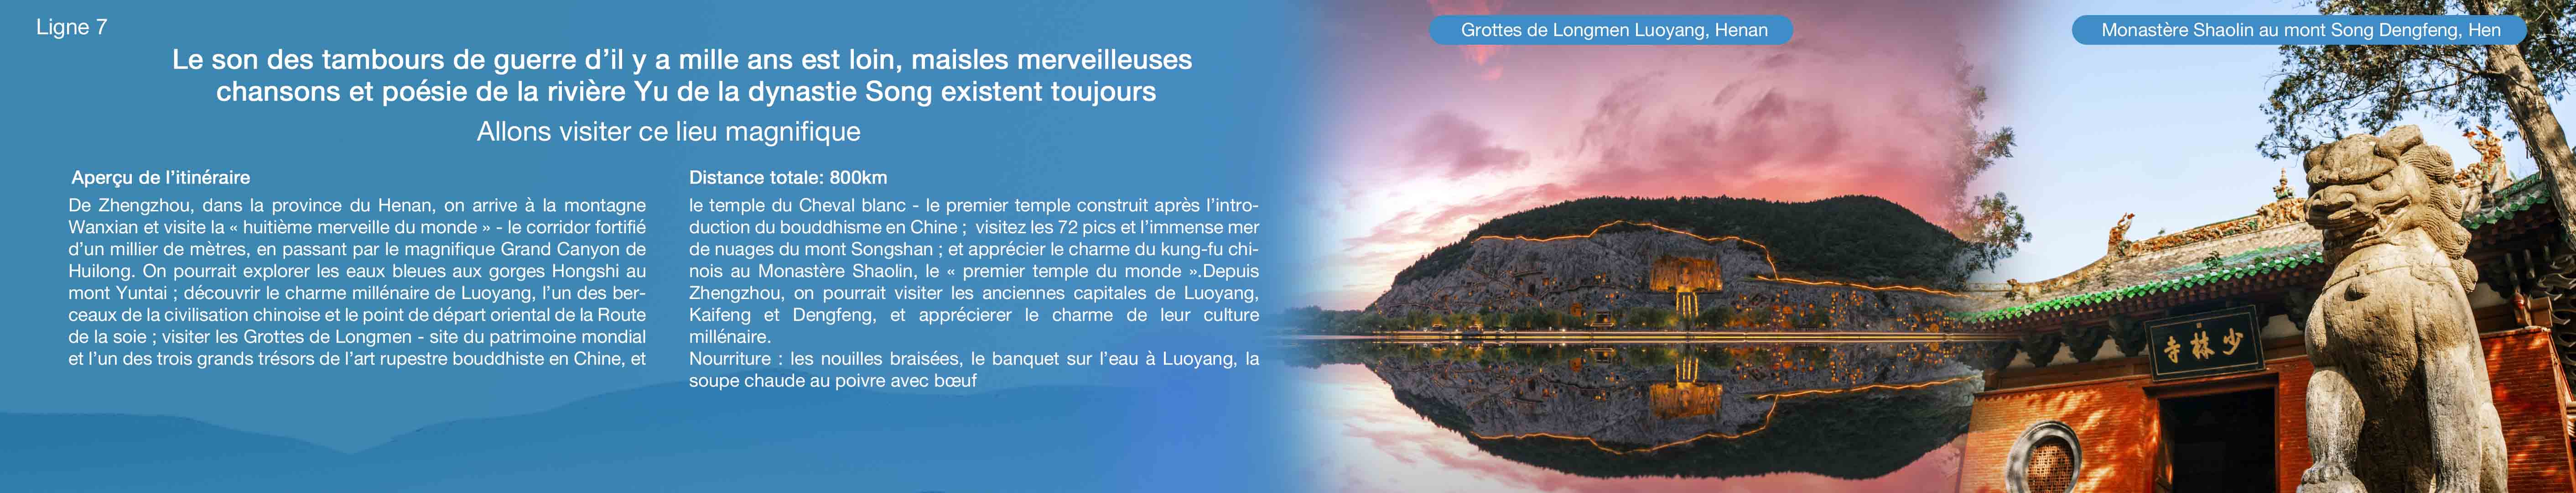 Ligne 7
Le son des tambours de guerre d’il y a mille ans est loin, maisles merveilleuses
chansons et poésie de la rivière Yu de la dynastie Song existent toujours
Allons visiter ce lieu magnifique
Aperçu de l’itinéraire
De Zhengzhou, dans la province du Henan, on arrive à la montagne
Wanxian et visite la « huitième merveille du monde » - le corridor fortifié
d’un millier de mètres, en passant par le magnifique Grand Canyon de
Huilong. On pourrait explorer les eaux bleues aux gorges Hongshi au
mont Yuntai ; découvrir le charme millénaire de Luoyang, l’un des ber-
ceaux de la civilisation chinoise et le point de départ oriental de la Route
de la soie ; visiter les Grottes de Longmen - site du patrimoine mondial
et l’un des trois grands trésors de l’art rupestre bouddhiste en Chine, et
Distance totale: 800km
le temple du Cheval blanc - le premier temple construit après l’intro-
duction du bouddhisme en Chine ; visitez les 72 pics et l’immense mer
de nuages du mont Songshan ; et apprécier le charme du kung-fu chi-
nois au Monastère Shaolin, le « premier temple du monde ».Depuis
Zhengzhou, on pourrait visiter les anciennes capitales de Luoyang,
Kaifeng et Dengfeng, et apprécierer le charme de leur culture
millénaire.
Nourriture : les nouilles braisées, le banquet sur l’eau à Luoyang, la
soupe chaude au poivre avec bœuf
Grottes de Longmen Luoyang, Henan
Monastère Shaolin au mont Song Dengfeng, Hen
寺林少